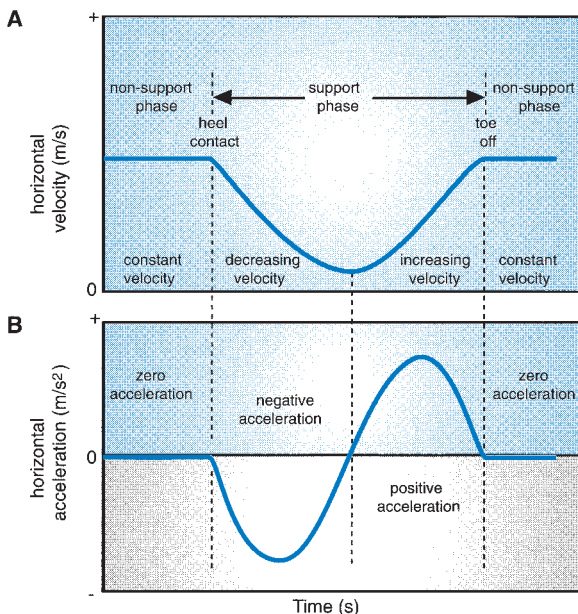 A
+
non-support
phase
support
phase
non-support
phase
heel
contact
toe
off
horizontal
velocity (m/s)
constant
velocity
decreasing
velocity
increasing
velocity
constant
velocity
0
B
+
zero
acceleration
negative
acceleration
zero
acceleration
horizontal
acceleration (m/s²)
0
positive
acceleration
-
Time (s)